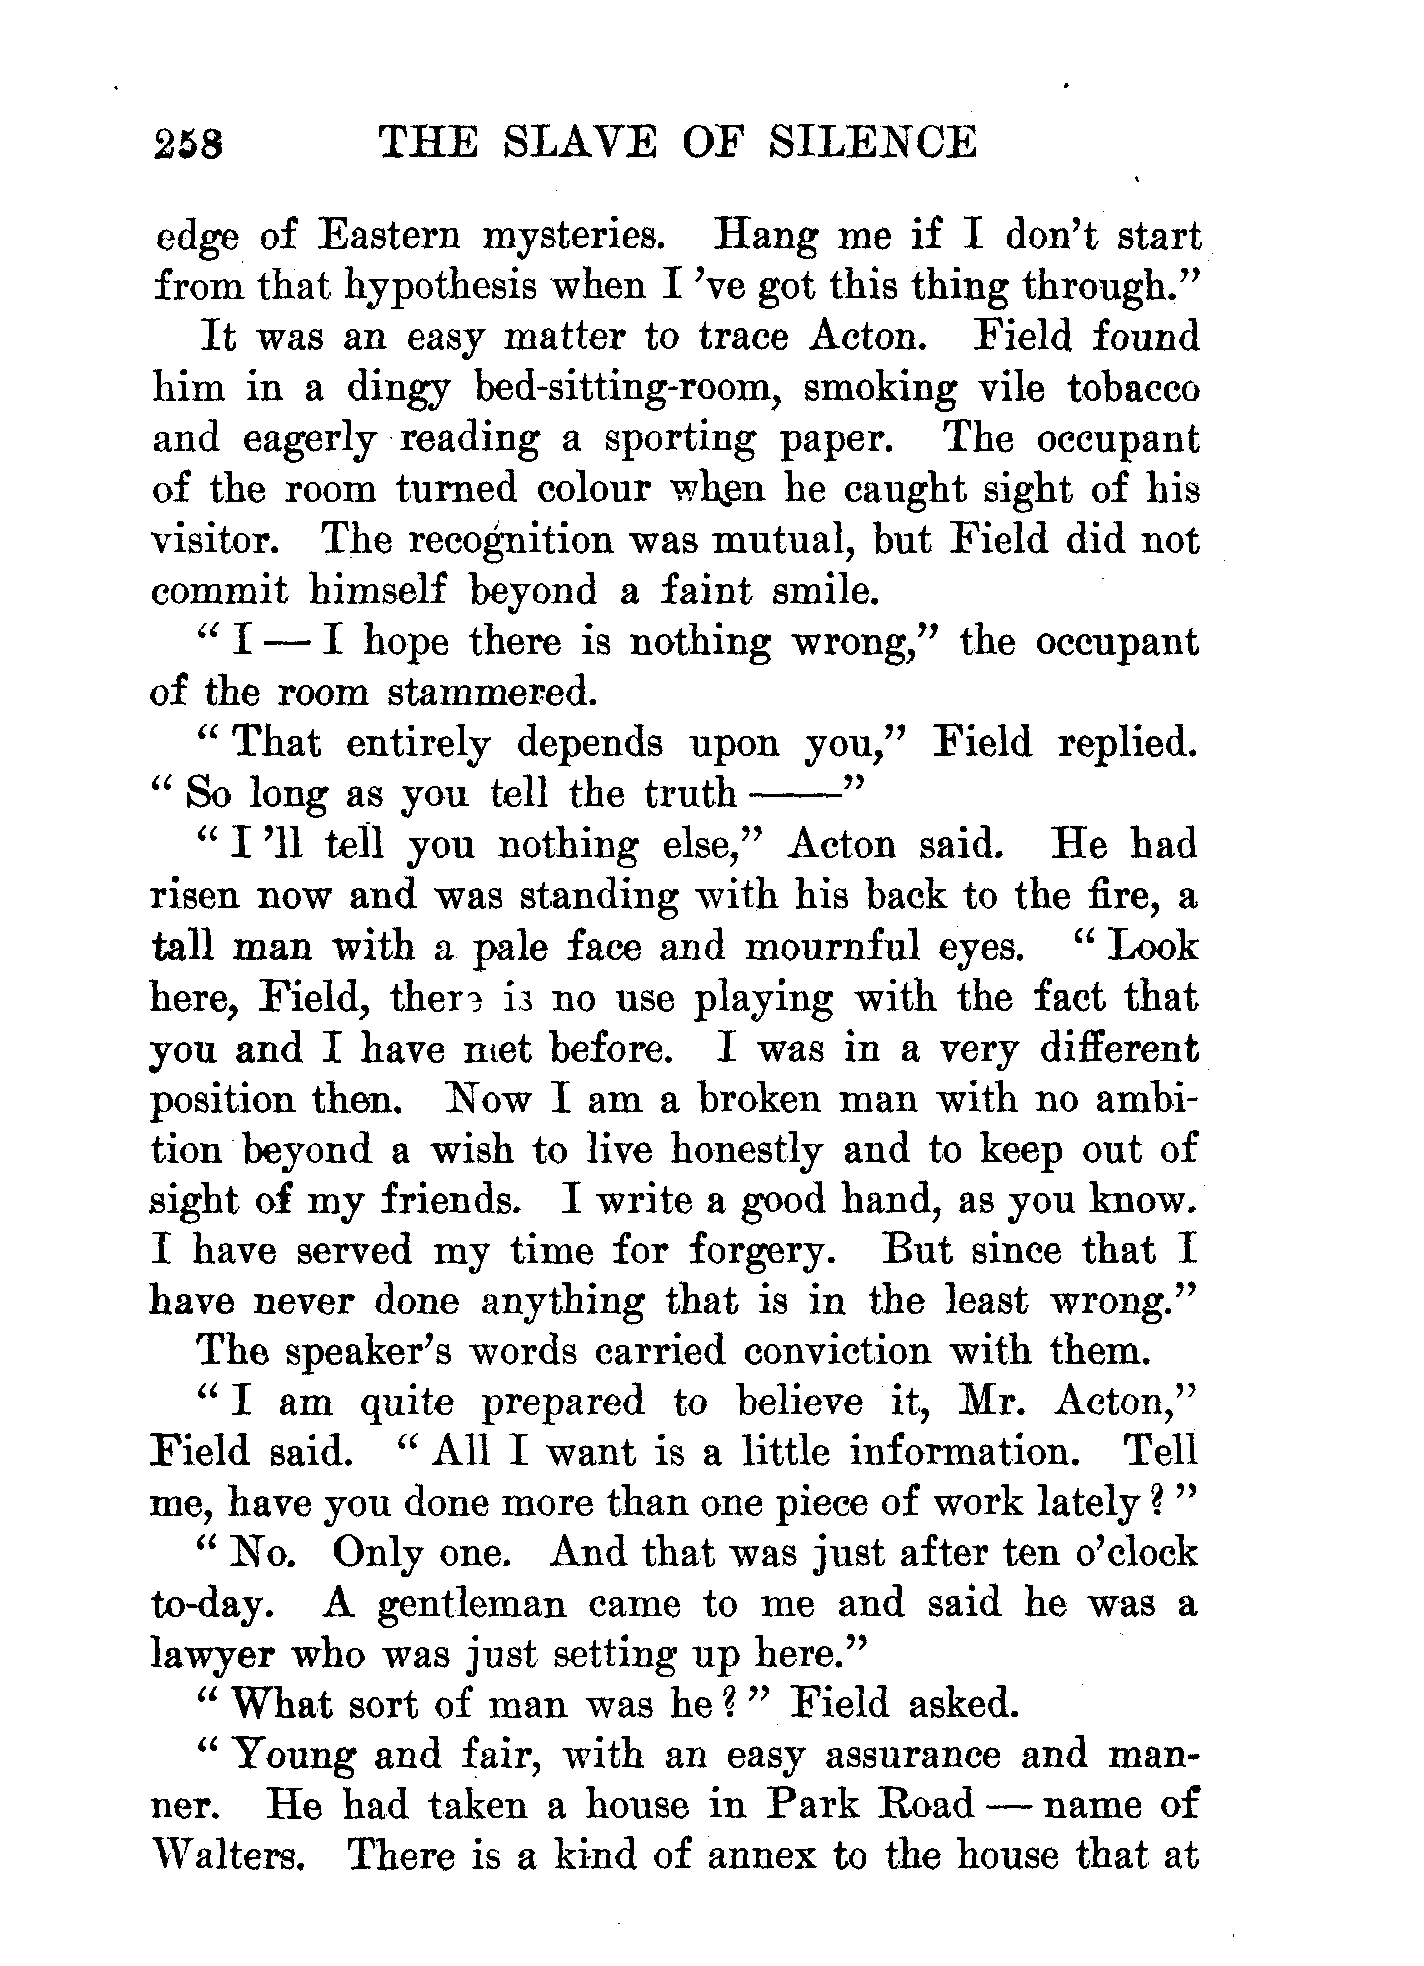 258 THE SLAVE OF SILENCE
edge of Eastern mysteries. Hang me if I don't start
from that hypothesis when I 've got this thing through."
It was an easy matter to trace Acton. Field found
him in a dingy bed-sitting-room, smoking vile tobacco
and eagerly reading a sporting paper. The occupant
of the room turned colour when he caught sight of his
visitor. The recognition was mutual, but Field did not
commit himself beyond a faint smile.
" I — I hope there is nothing wrong," the occupant
of the room stammered.
" That entirely depends upon you," Field replied.
" So long as you tell the truth ——"
" I 'll tell you nothing else," Acton said. He had
risen now and was standing with his back to the fire, a
tall man with a pale face and mournful eyes. " Look
here, Field, there is no use playing with the fact that
you and I have met before. I was in a very different
position then. Now I am a broken man with no ambi-
tion beyond a wish to live honestly and to keep out of
sight of my friends. I write a good hand, as you know.
I have served my time for forgery. But since that I
have never done anything that is in the least wrong."
The speaker's words carried conviction with them.
" I am quite prepared to believe it, Mr. Acton,"
Field said. " All I want is a little information. Tell
me, have you done more than one piece of work lately ? "
" No. Only one. And that was just after ten o'clock
to-day. A gentleman came to me and said he was a
lawyer who was just setting up here."
" What sort of man was he ? " Field asked.
" Young and fair, with an easy assurance and man-
ner. He had taken a house in Park Road — name of
Walters. There is a kind of annex to the house that at